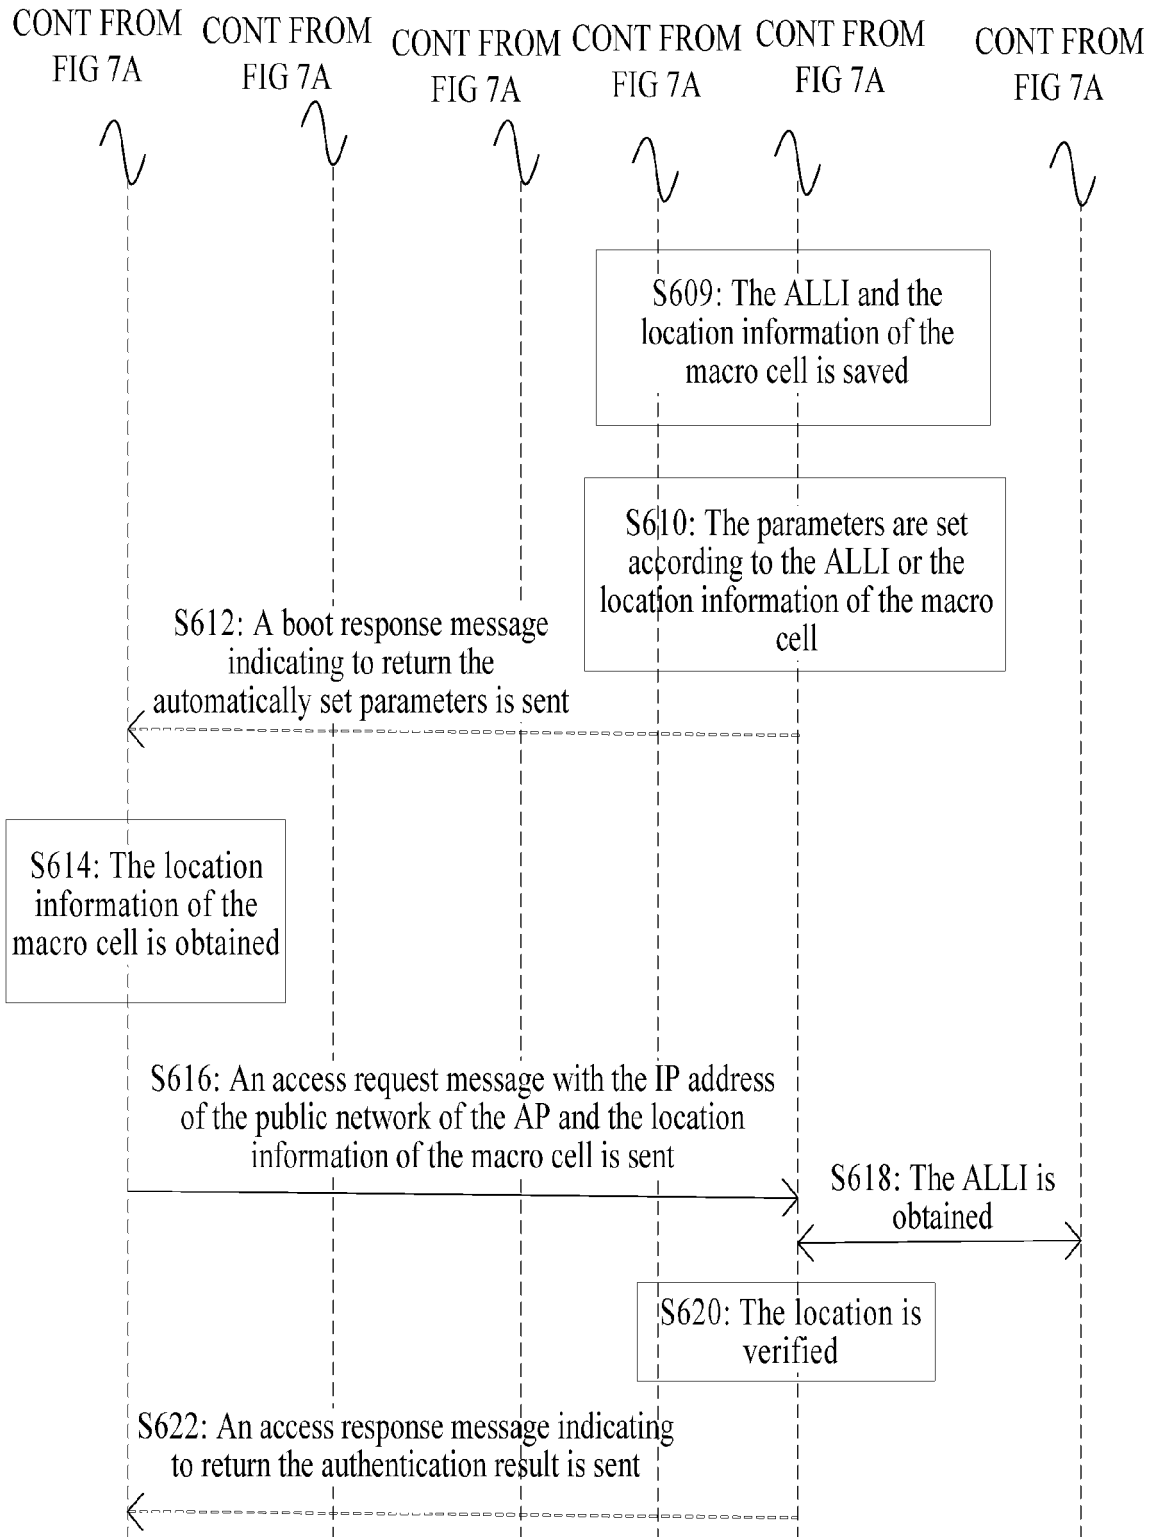 CONT FROM
FIG 7A
CONT FROM
FIG 7A
CONT FROM
FIG 7A
CONT FROM
FIG 7A
CONT FROM
FIG 7A
CONT FROM
FIG 7A
S609: The ALLI and the
location information of the
macro cell is saved
S610: The parameters are set
according to the ALLI or the
location information of the macro
cell
S612: A boot response message
indicating to return the
automatically set parameters is sent
S614: The location
information of the
macro cell is obtained
S616: An access request message with the IP address
of the public network of the AP and the location
information of the macro cell is sent
S618: The ALLI is
obtained
S620: The location is
verified
S622: An access response message indicating
to return the authentication result is sent